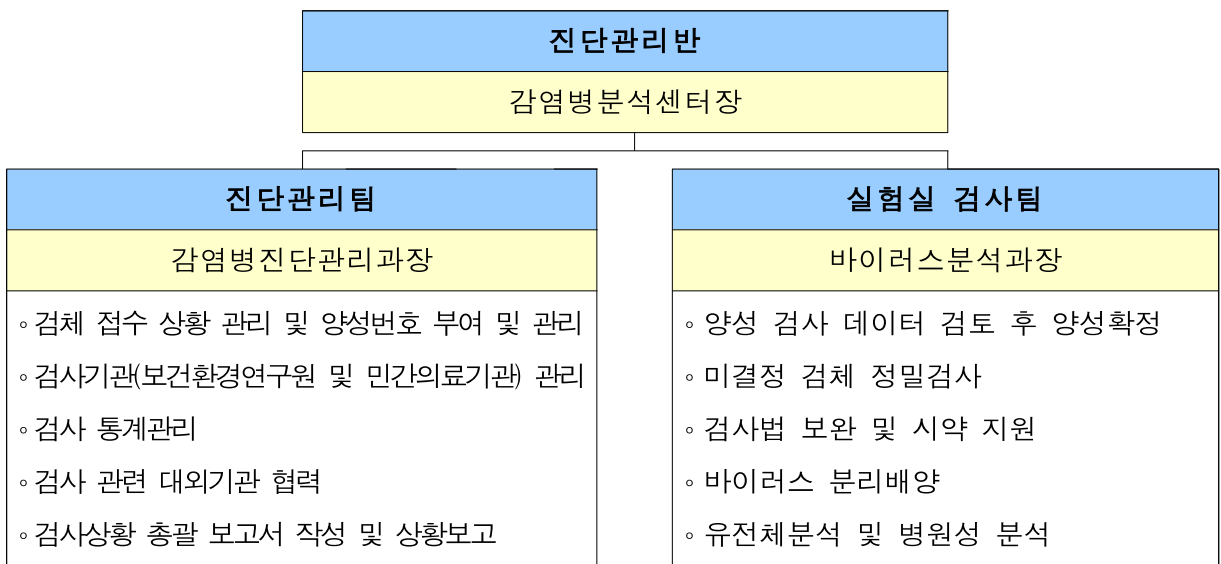 진단관리반
감염병분석센터장
진단관리팀
감염병진단관리과장
◦검체 접수 상황 관리 및 양성번호 부여 및 관리
◦검사기관(보건환경연구원 및 민간의료기관) 관리
◦검사 통계관리
◦검사 관련 대외기관 협력
◦검사상황 총괄 보고서 작성 및 상황보고
실험실 검사팀
바이러스분석과장
◦ 양성 검사 데이터 검토 후 양성확정
◦ 미결정 검체 정밀검사
◦ 검사법 보완 및 시약 지원
◦ 바이러스 분리배양
◦ 유전체분석 및 병원성 분석